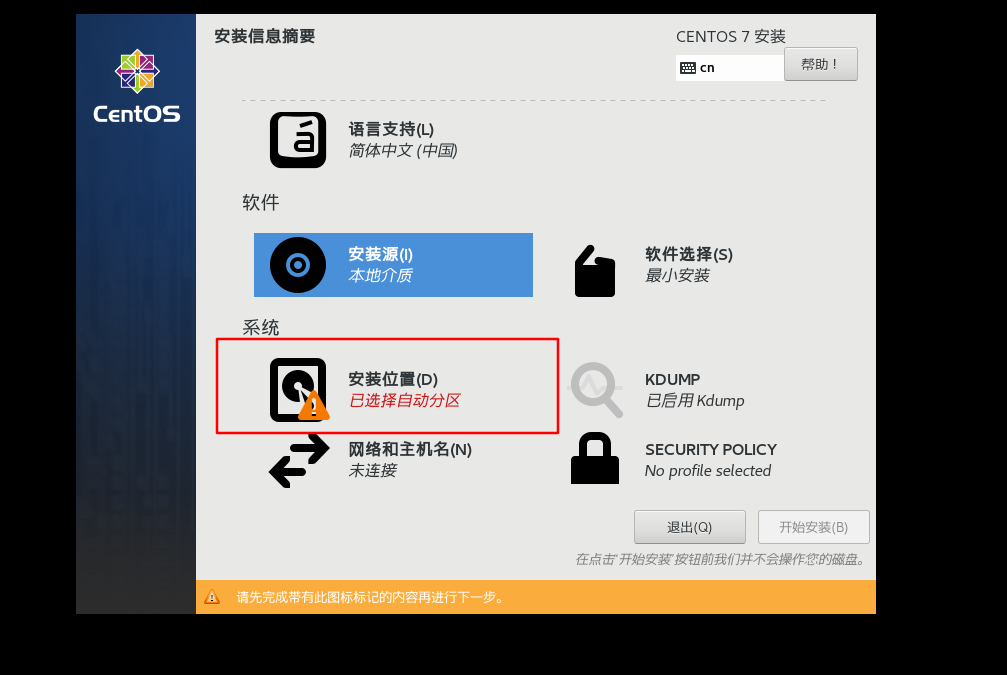 CentOS
安装信息摘要
CENTOS 7 安装
cn
帮助！
语言支持(L)
简体中文 (中国)
软件
安装源(I)
本地介质
软件选择(S)
最小安装
系统
安装位置(D)
已选择自动分区
KDUMP
已启用 Kdump
网络和主机名(N)
未连接
SECURITY POLICY
No profile selected
退出(Q)
开始安装(B)
在点击'开始安装'按钮前我们并不会操作您的磁盘。
请先完成带有此图标标记的内容再进行下一步。